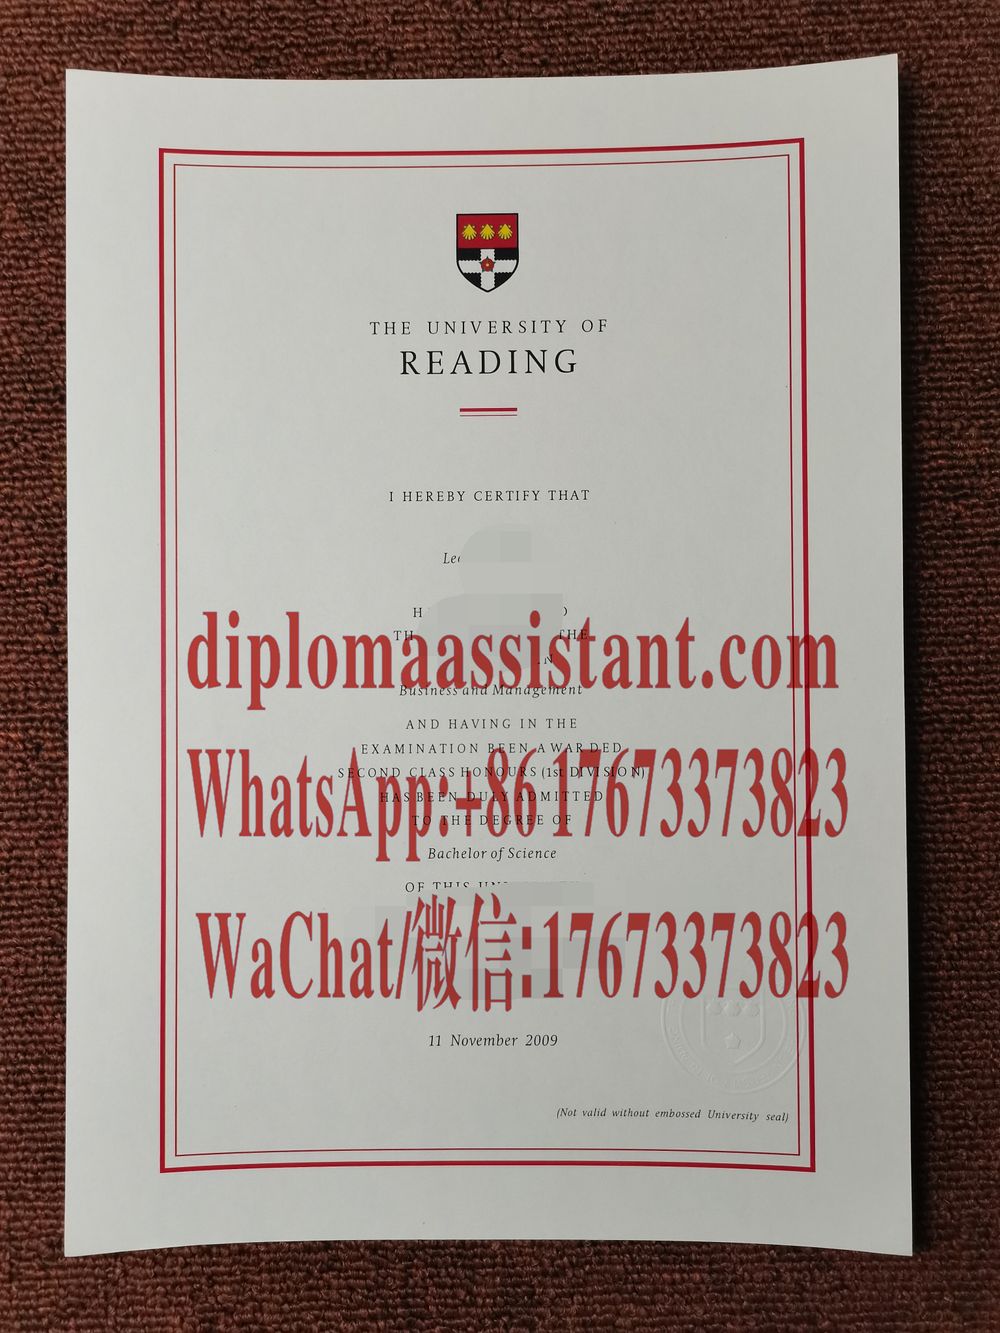 THE UNIVERSITY OF
READING
I HEREBY CERTIFY THAT
diplomaassistant.com
Business and Management
AND HAVING IN THE
EXAMINATION BEEN AWARDED
SECOND CLASS HONOURS (1st DIVISION)
WhatsApp:+86 17673373823
HAS BEEN DULY ADMITTED
TO THE DEGREE OF
Bachelor of Science
OF THIS
WaChat/微信:17673373823
11 November 2009
(Not valid without embossed University seal)